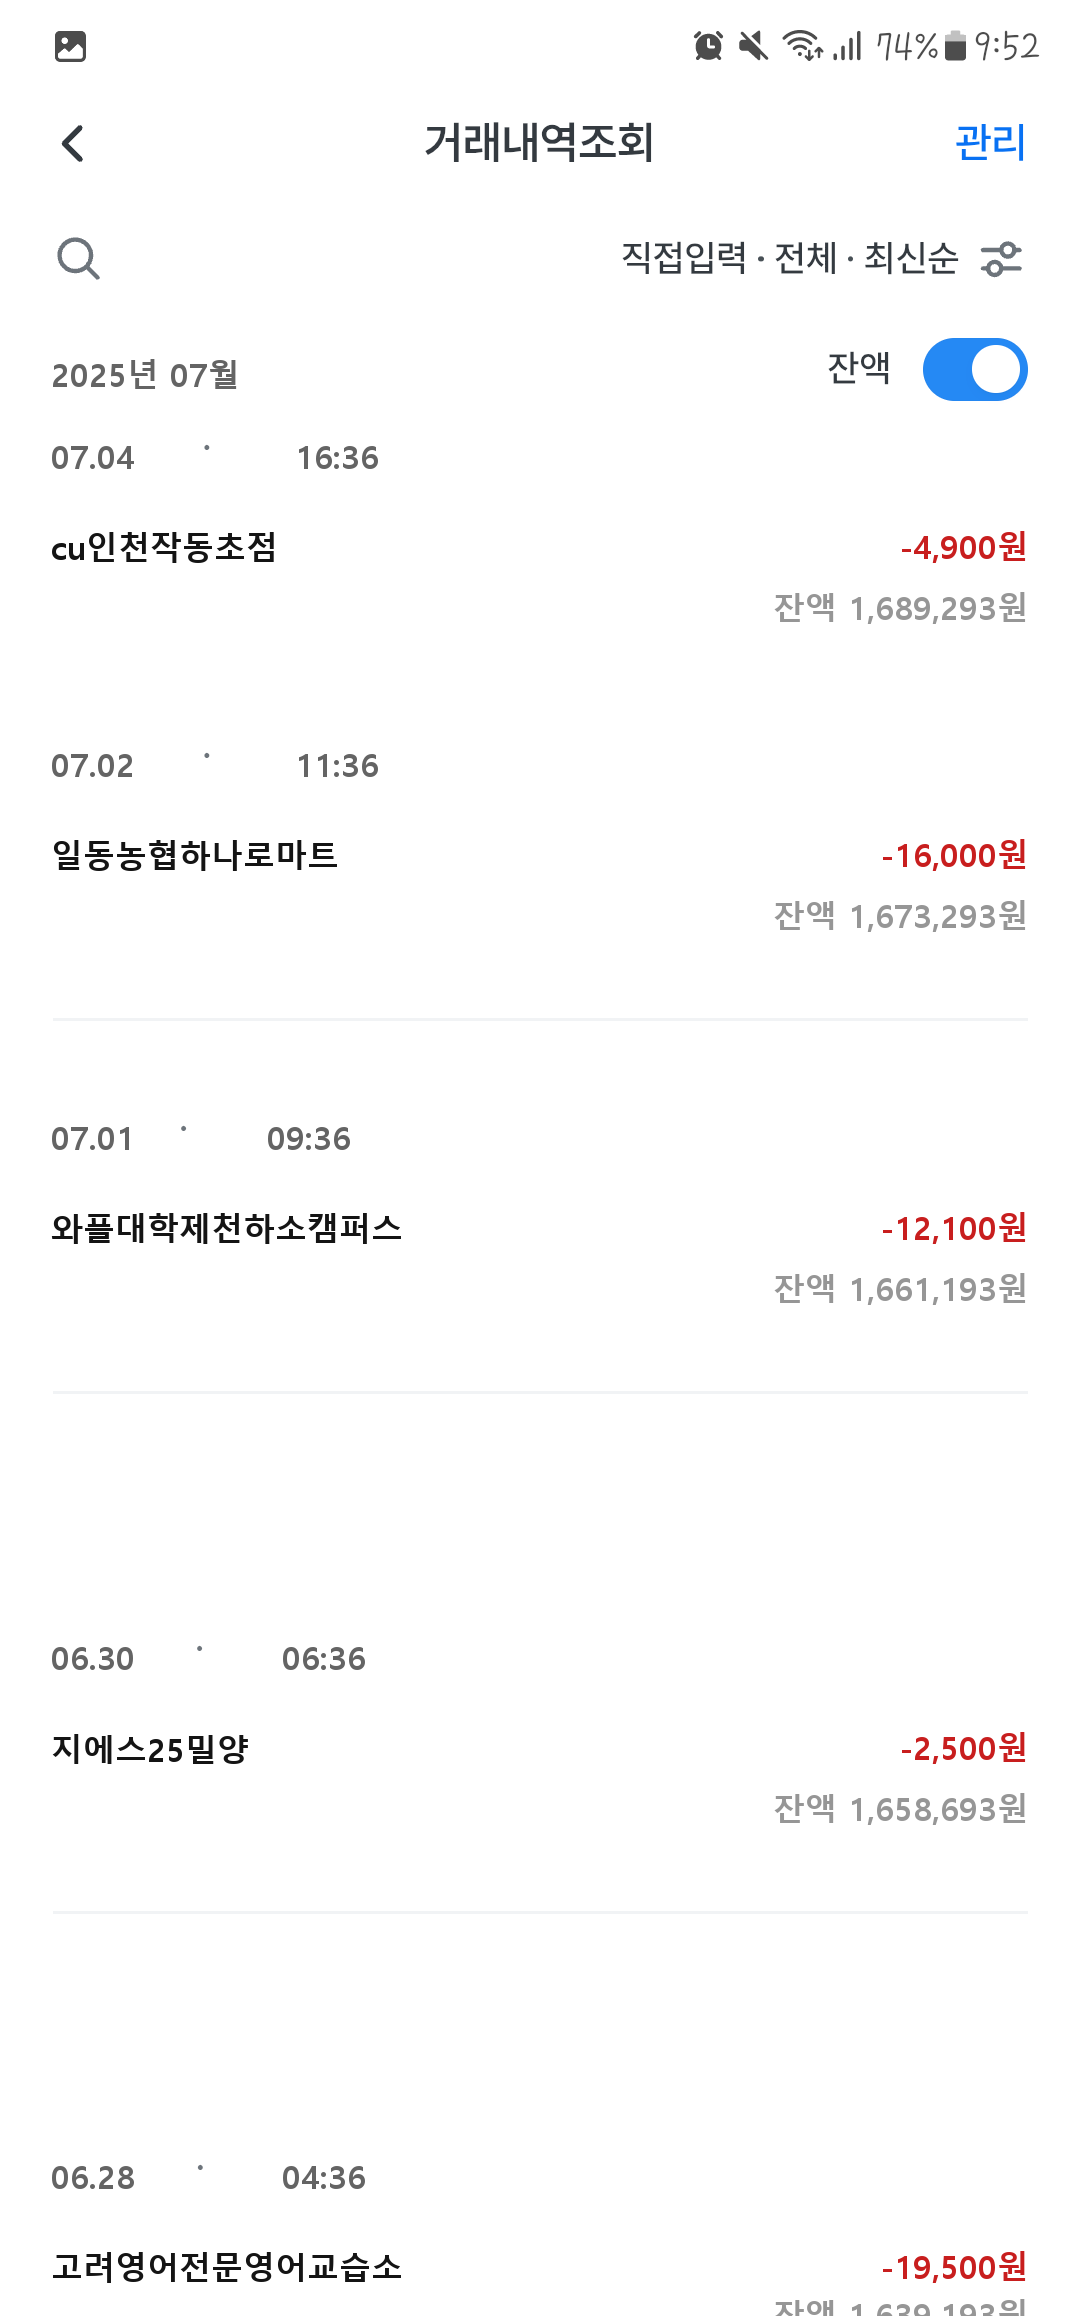 74% 9:52
거래내역조회 관리
직접입력 · 전체 · 최신순
2025년 07월 잔액
07.04 · 16:36
cu인천작동초점 -4,900원
잔액 1,689,293원
07.02 · 11:36
일동농협하나로마트 -16,000원
잔액 1,673,293원
07.01 · 09:36
와플대학제천하소캠퍼스 -12,100원
잔액 1,661,193원
06.30 · 06:36
지에스25밀양 -2,500원
잔액 1,658,693원
06.28 · 04:36
고려영어전문영어교습소 -19,500원
잔액 1,639,193원